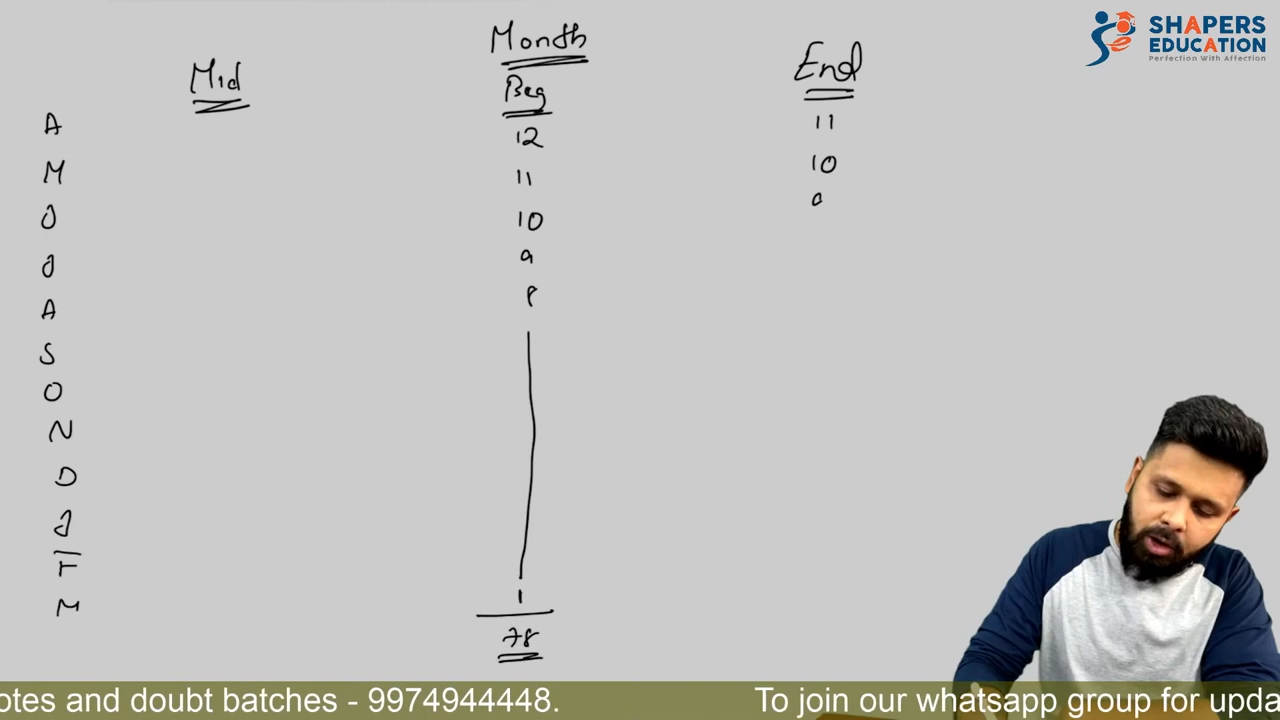 SHAPERS
EDUCATION
Perfection With Affection
Month
Mid Beg End
A 12 11
M 11 10
J 10 9
J 9
A 8
S
O
N
D
J
F
M 1
78
otes and doubt batches - 9974944448. To join our whatsapp group for upda